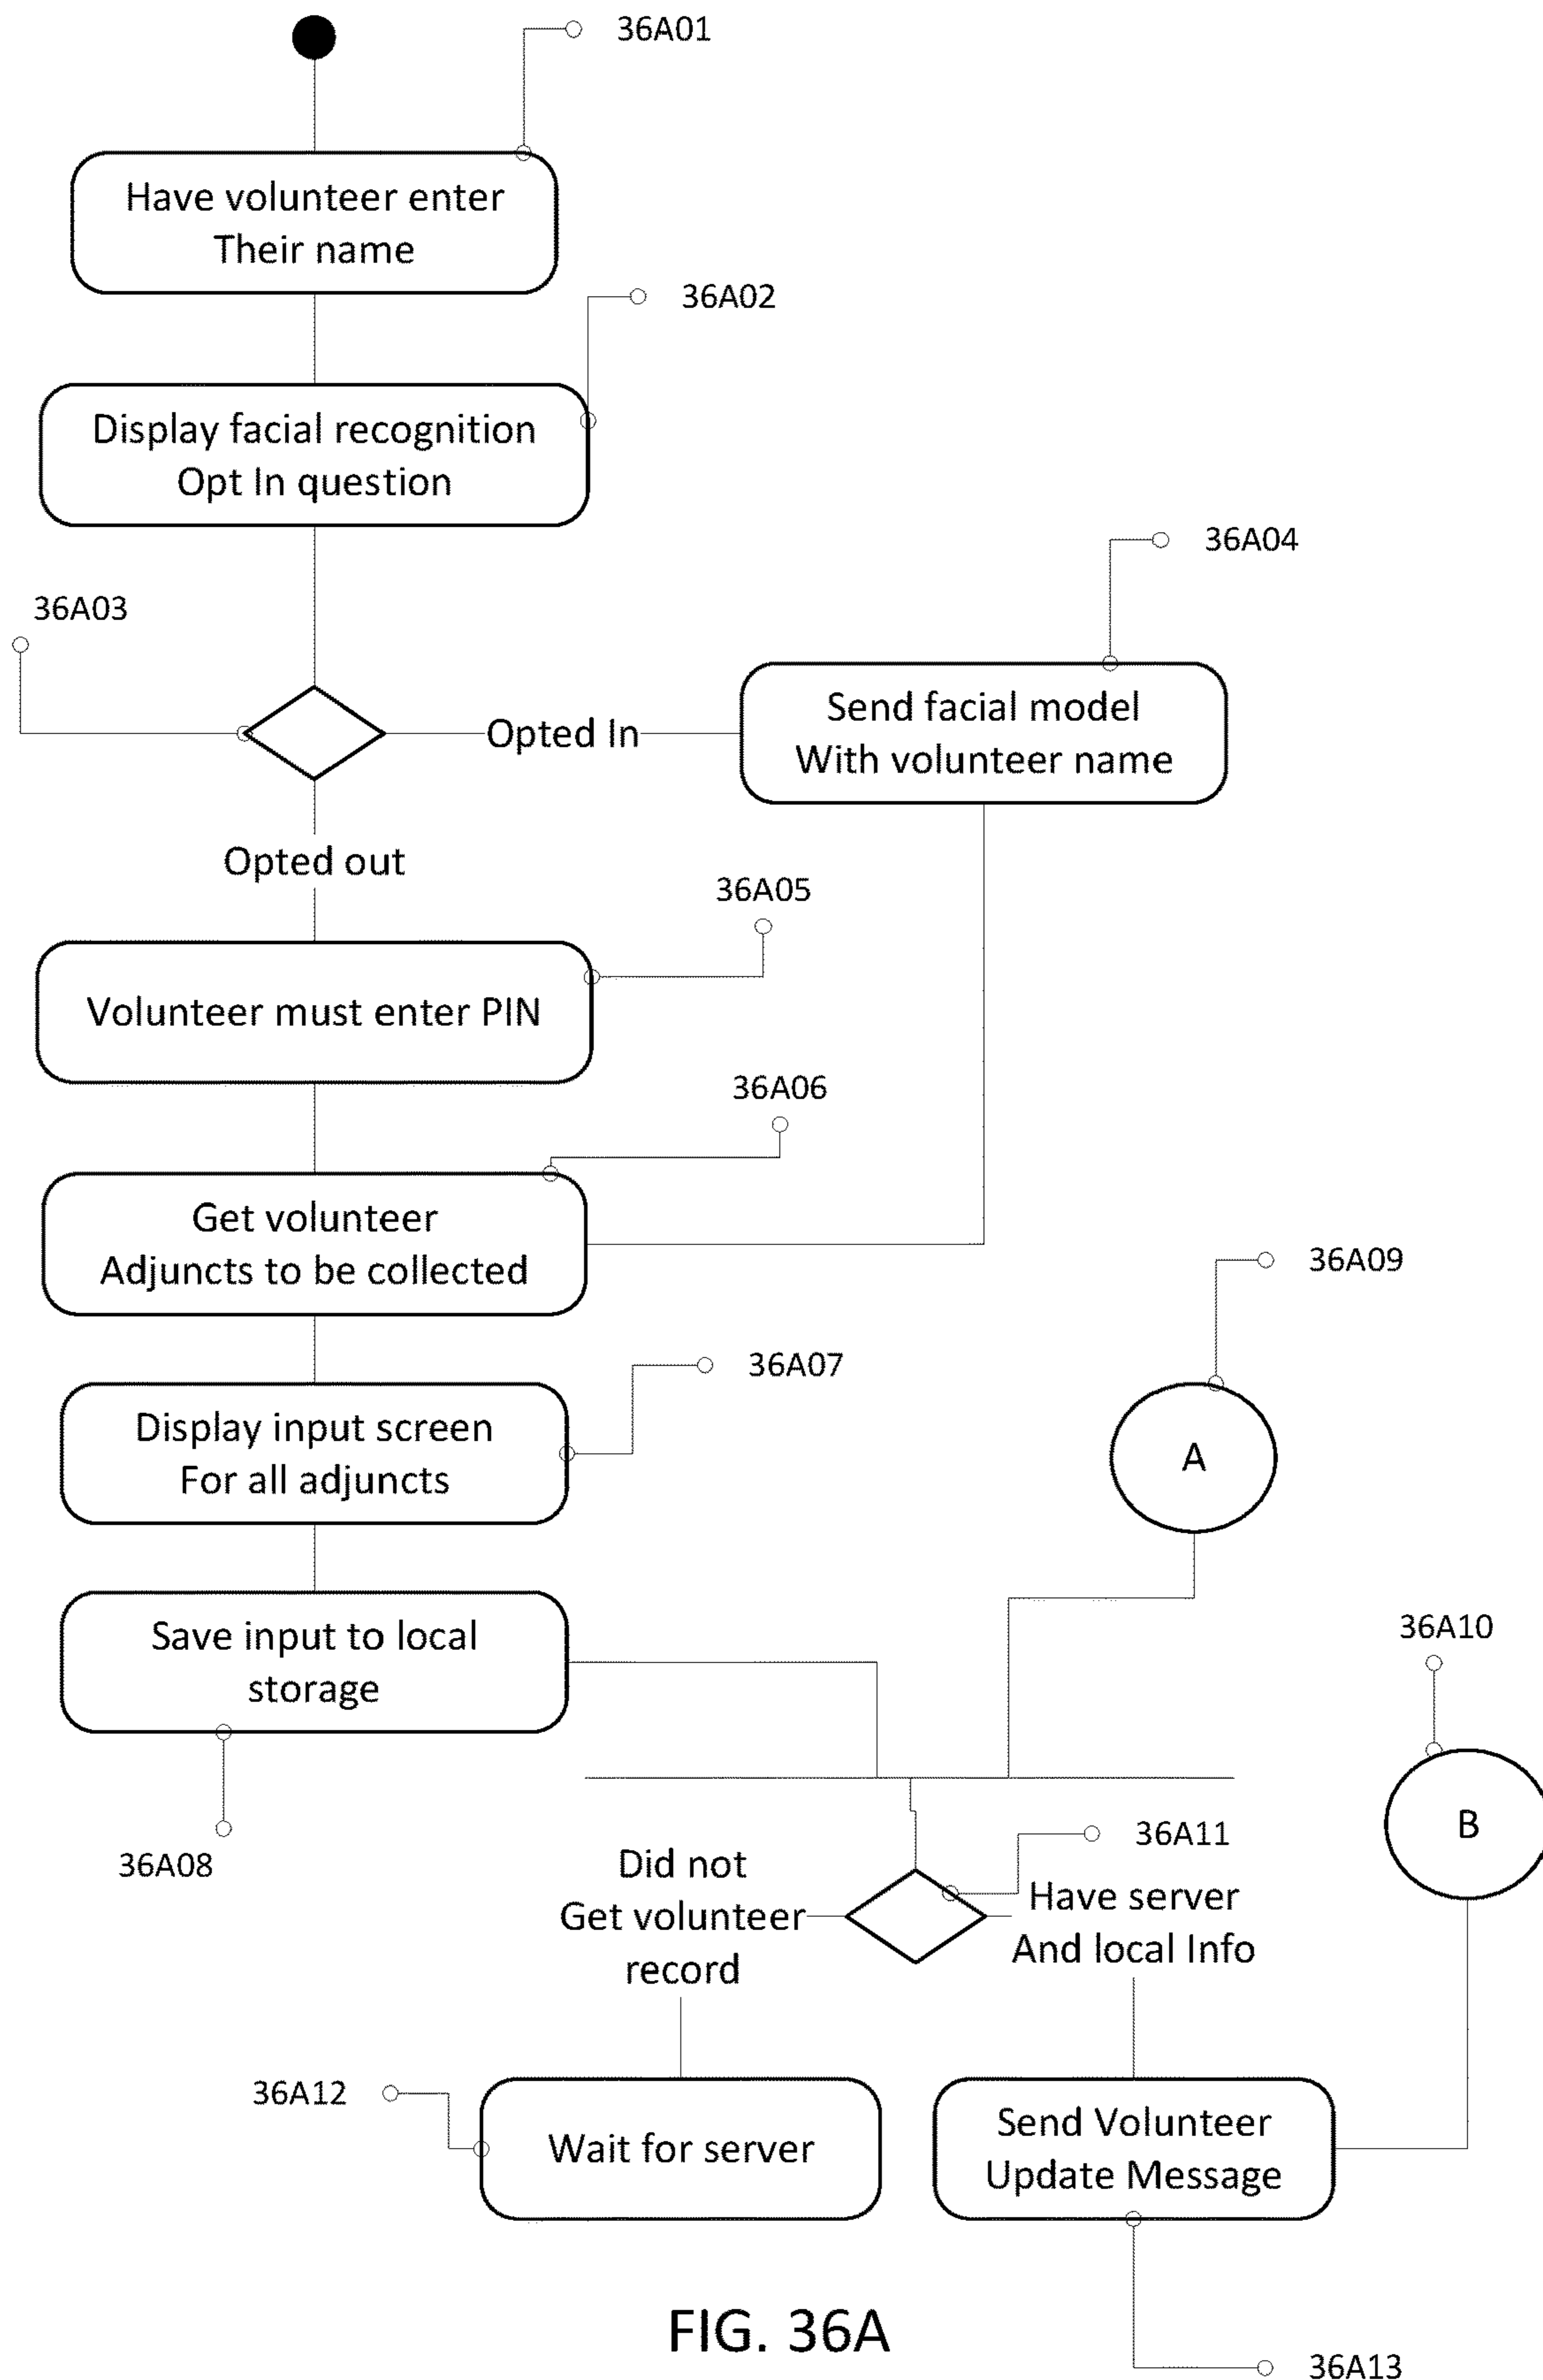 36A01
Have volunteer enter
Their name
36A02
Display facial recognition
Opt In question
36A04
36A03
Send facial model
With volunteer name
Opted In
Opted out
36A05
Volunteer must enter PIN
36A06
Get volunteer
Adjuncts to be collected
36A09
36A07
Display input screen
For all adjuncts
A
Save input to local
storage
36A10
B
36A08
36A11
Did not
Get volunteer
record
Have server
And local Info
36A12
Wait for server
Send Volunteer
Update Message
FIG. 36A
36A13